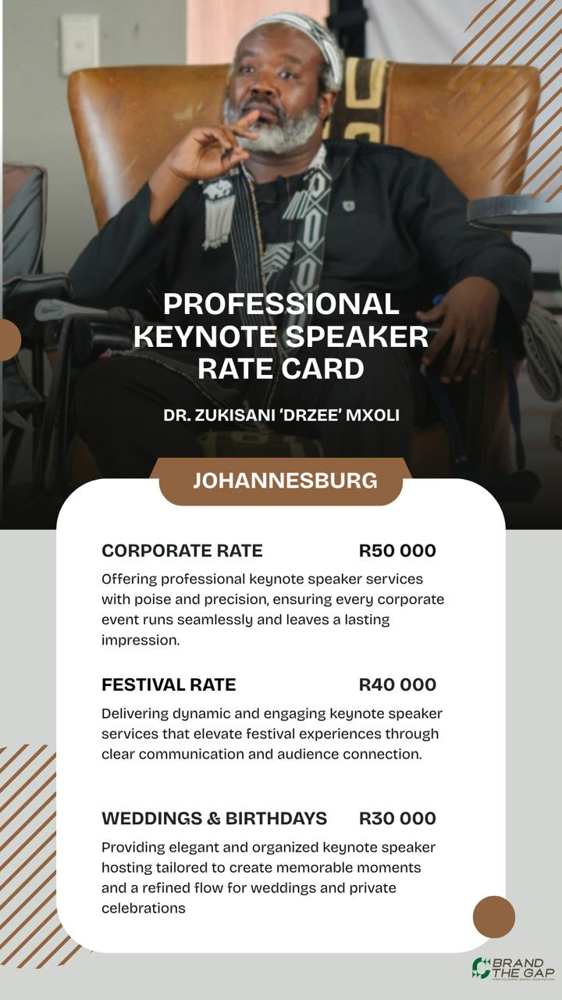 PROFESSIONAL
KEYNOTE SPEAKER
RATE CARD
DR. ZUKISANI ‘DRZEE’ MXOLI
JOHANNESBURG
CORPORATE RATE R50 000
Offering professional keynote speaker services
with poise and precision, ensuring every corporate
event runs seamlessly and leaves a lasting
impression.
FESTIVAL RATE R40 000
Delivering dynamic and engaging keynote speaker
services that elevate festival experiences through
clear communication and audience connection.
WEDDINGS & BIRTHDAYS R30 000
Providing elegant and organized keynote speaker
hosting tailored to create memorable moments
and a refined flow for weddings and private
celebrations
BRAND
THE GAP